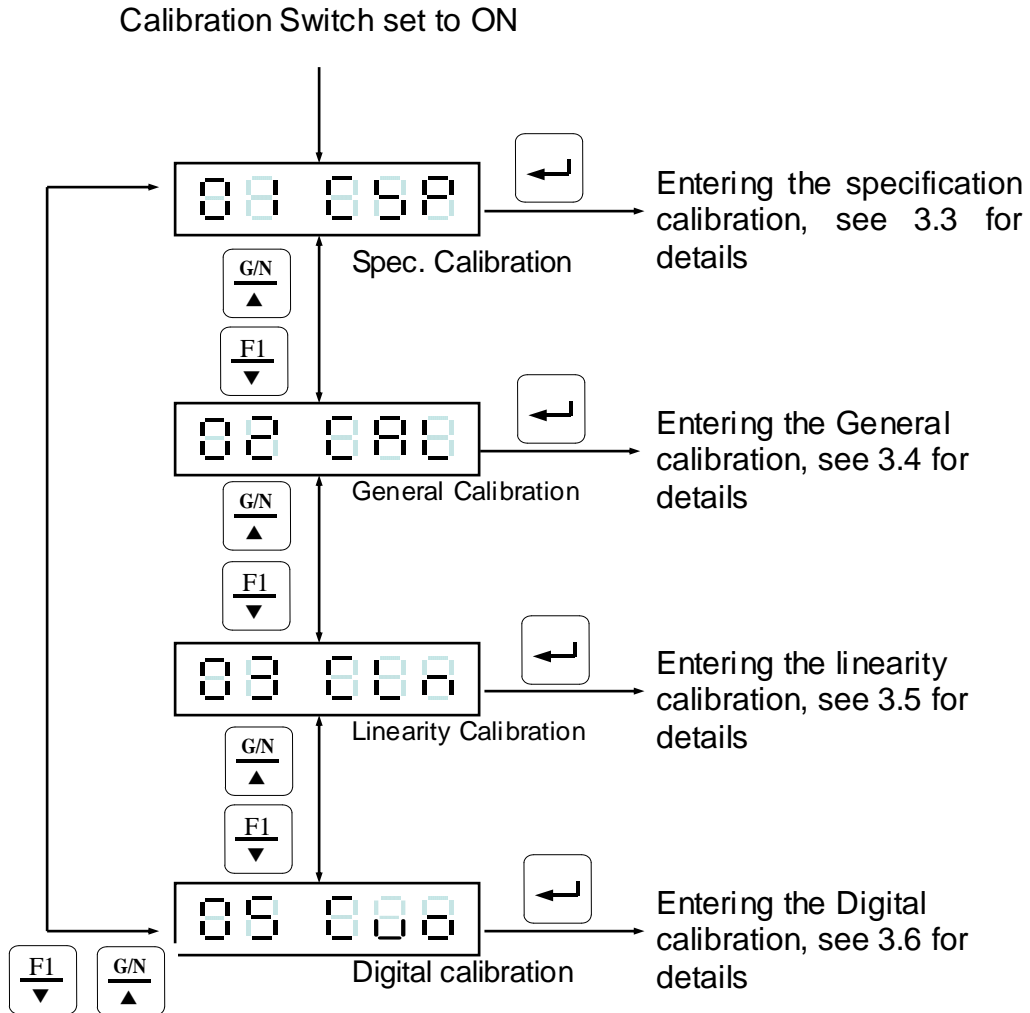 Calibration Switch set to ON
01 CSP
Entering the specification
calibration, see 3.3 for
details
Spec. Calibration
G/N
▲
F1
▼
02 CAL
Entering the General
calibration, see 3.4 for
details
General Calibration
G/N
▲
F1
▼
03 CLn
Entering the linearity
calibration, see 3.5 for
details
Linearity Calibration
G/N
▲
F1
▼
05
Entering the Digital
calibration, see 3.6 for
details
Digital calibration
F1
▼
G/N
▲